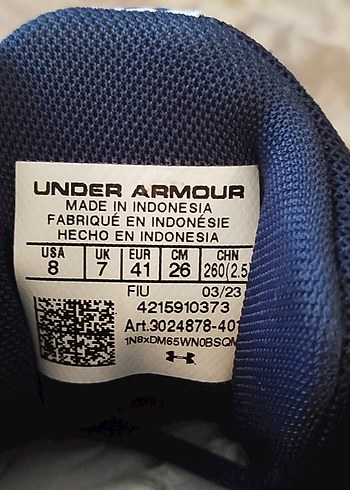 UNDER ARMOUR
MADE IN INDONESIA
FABRIQUÉ EN INDONÉSIE
HECHO EN INDONESIA
USA UK EUR CM CHN
8 7 41 26 260(2.5)
FIU 03/23
4215910373
Art.3024878-401
1N8xDM65WN0BSQM